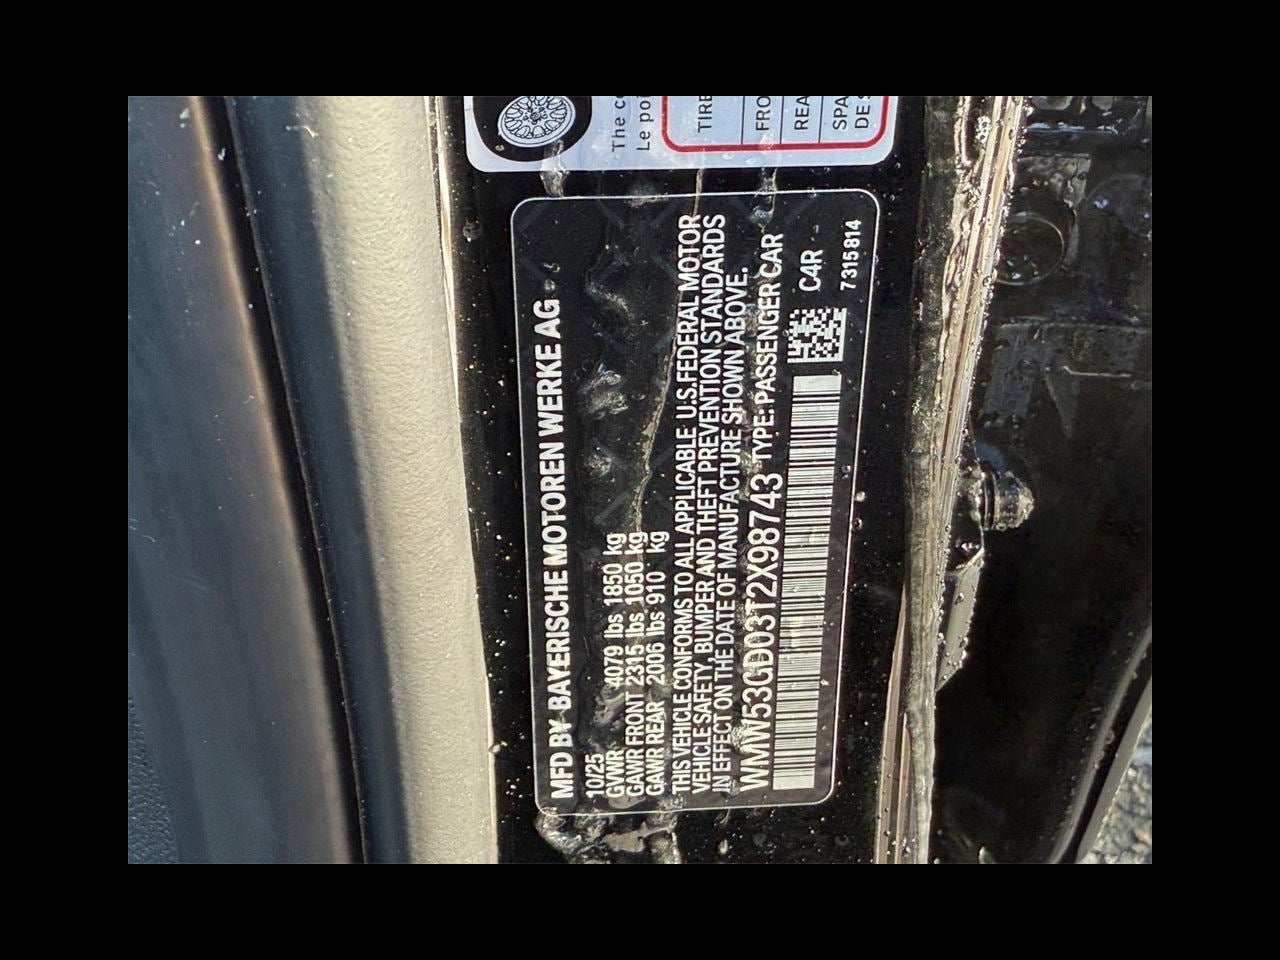 MFD BY BAYERISCHE MOTOREN WERKE AG
10/25
GVWR 4079 lbs 1850 kg
GAWR FRONT 2315 lbs 1050 kg
GAWR REAR 2006 lbs 910 kg
THIS VEHICLE CONFORMS TO ALL APPLICABLE U.S.FEDERAL MOTOR
VEHICLE SAFETY, BUMPER AND THEFT PREVENTION STANDARDS
IN EFFECT ON THE DATE OF MANUFACTURE SHOWN ABOVE.
WMW53GD03T2X98743 TYPE: PASSENGER CAR
C4R
7315814
The co
Le poi
TIRE
FRO
REA
SPA
DE S